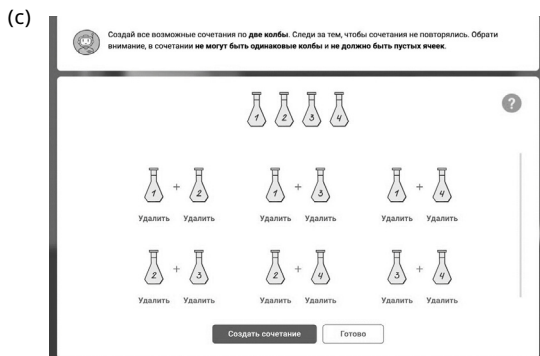 (c)
Создай все возможные сочетания по две колбы. Следи за тем, чтобы сочетания не повторялись. Обрати
внимание, в сочетании не могут быть одинаковые колбы и не должно быть пустых ячеек.
1 2 3 4
?
1 + 2 1 + 3 1 + 4
Удалить Удалить Удалить Удалить Удалить Удалить
2 + 3 2 + 4 3 + 4
Удалить Удалить Удалить Удалить Удалить Удалить
Создать сочетание Готово